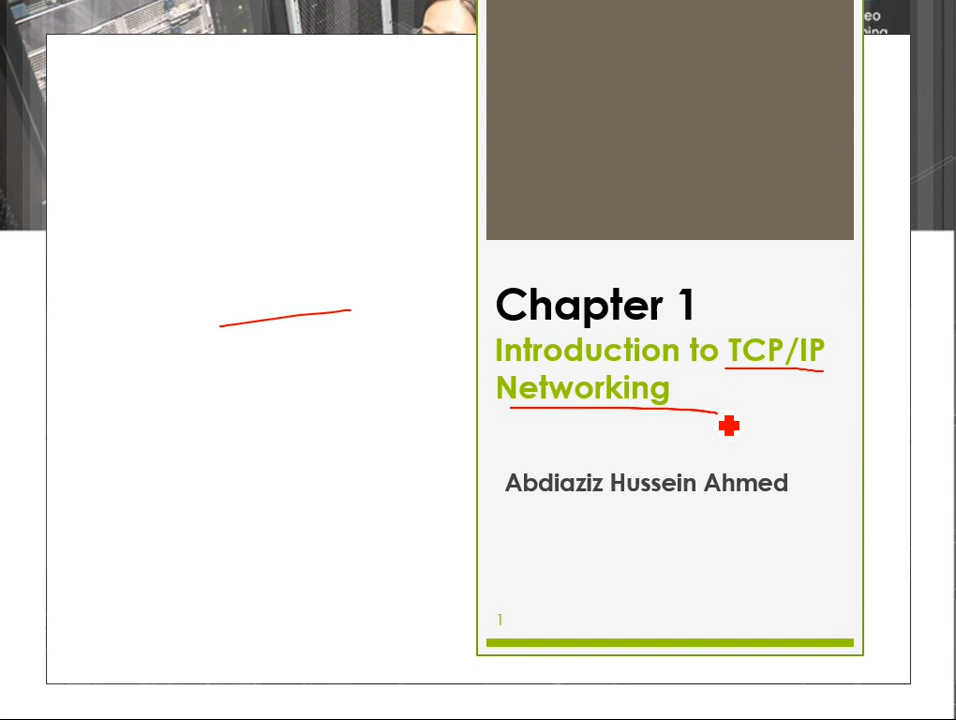 Chapter 1
Introduction to TCP/IP
Networking
Abdiaziz Hussein Ahmed
1